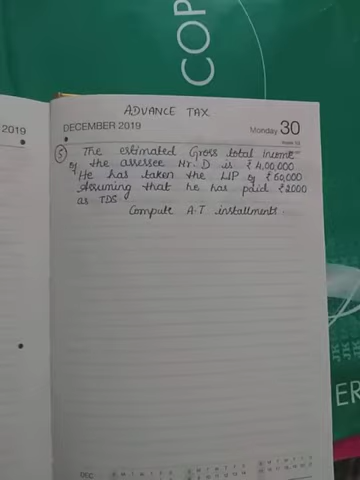 COP
ADVANCE TAX
2019
DECEMBER 2019
Monday 30
(5) The estimated Gross total income
of the assessee Mr. D is ₹ 4,00,000
He has taken the LIP of ₹ 60,000
Assuming that he has paid ₹2000
as TDS
Compute A.T installments.
ER
DEC